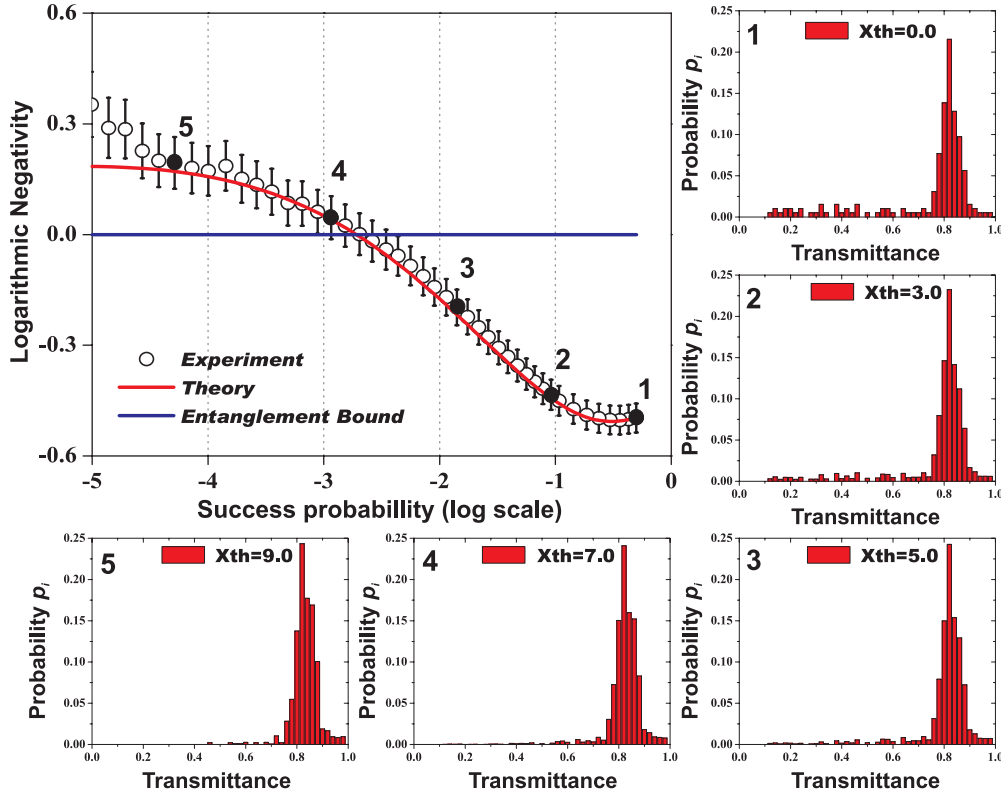 0.6
0.3
0.0
-0.3
-0.6
Logarithmic Negativity
5
4
3
2
1
Experiment
Theory
Entanglement Bound
-5 -4 -3 -2 -1 0
Success probabillity (log scale)
1
Xth=0.0
0.25
0.20
0.15
0.10
0.05
0.00
Probability pi
0.0 0.2 0.4 0.6 0.8 1.0
Transmittance
2
Xth=3.0
0.25
0.20
0.15
0.10
0.05
0.00
Probability pi
0.0 0.2 0.4 0.6 0.8 1.0
Transmittance
5
Xth=9.0
0.25
0.20
0.15
0.10
0.05
0.00
Probability pi
0.0 0.2 0.4 0.6 0.8 1.0
Transmittance
4
Xth=7.0
0.25
0.20
0.15
0.10
0.05
0.00
Probability pi
0.0 0.2 0.4 0.6 0.8 1.0
Transmittance
3
Xth=5.0
0.25
0.20
0.15
0.10
0.05
0.00
Probability pi
0.0 0.2 0.4 0.6 0.8 1.0
Transmittance